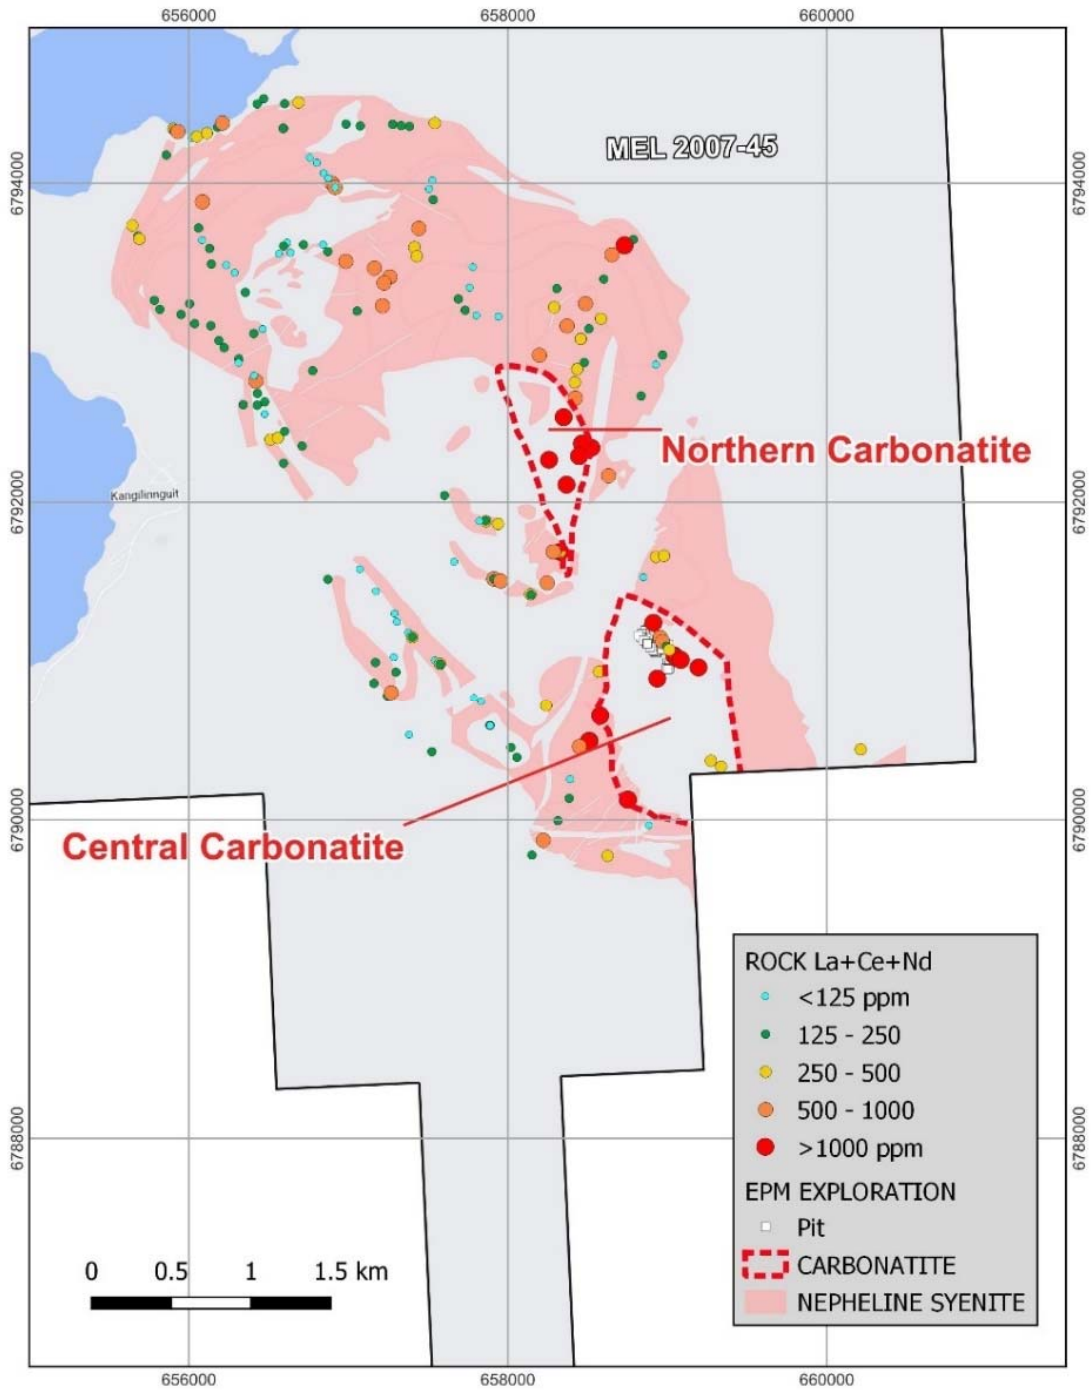 656000
658000
660000
MEL 2007-45
6794000
6794000
Northern Carbonatite
Kangilinnguit
6792000
6792000
Central Carbonatite
6790000
6790000
ROCK La+Ce+Nd
<125 ppm
125 - 250
250 - 500
500 - 1000
>1000 ppm
EPM EXPLORATION
Pit
CARBONATITE
NEPHELINE SYENITE
6788000
6788000
0 0.5 1 1.5 km
656000
658000
660000